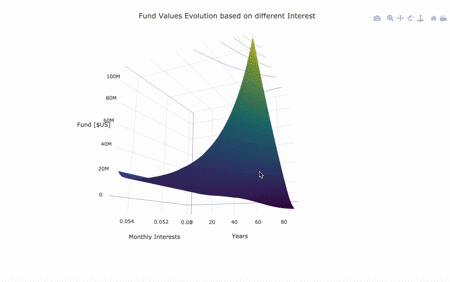 Fund Values Evolution based on different Interest
100M
80M
60M
Fund [$US]
40M
20M
0
0.054
0.052
0.05
0
20
40
60
80
Monthly Interests
Years